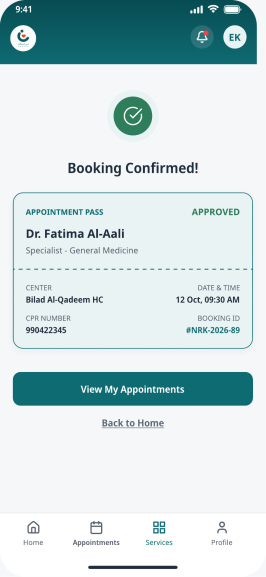 9:41
EK
Booking Confirmed!
APPOINTMENT PASS APPROVED
Dr. Fatima Al-Aali
Specialist - General Medicine
CENTER DATE & TIME
Bilad Al-Qadeem HC 12 Oct, 09:30 AM
CPR NUMBER BOOKING ID
990422345 #NRK-2026-89
View My Appointments
Back to Home
Home Appointments Services Profile